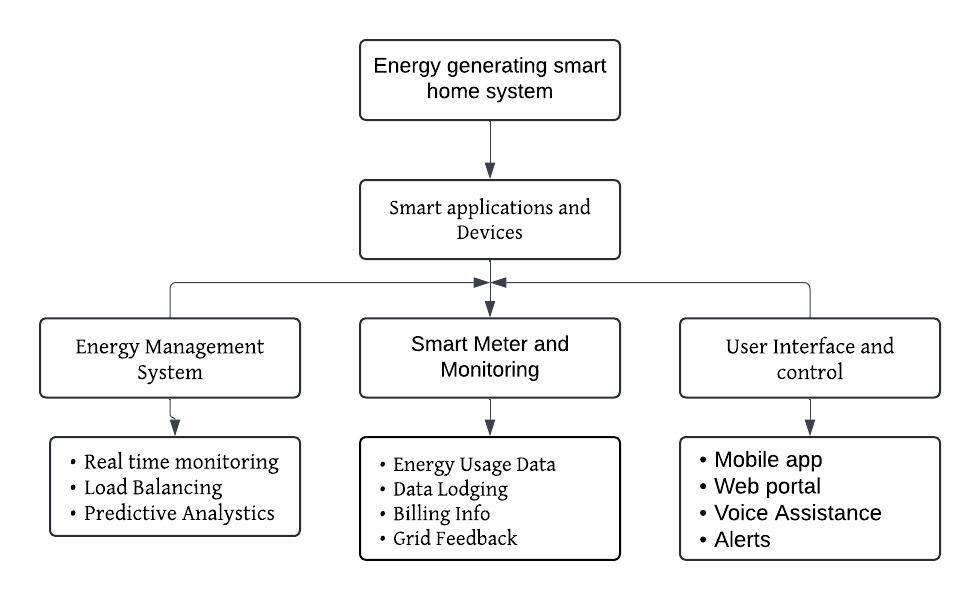 Energy generating smart
home system
Smart applications and
Devices
Energy Management
System
Smart Meter and
Monitoring
User Interface and
control
• Real time monitoring
• Load Balancing
• Predictive Analystics
• Energy Usage Data
• Data Lodging
• Billing Info
• Grid Feedback
• Mobile app
• Web portal
• Voice Assistance
• Alerts